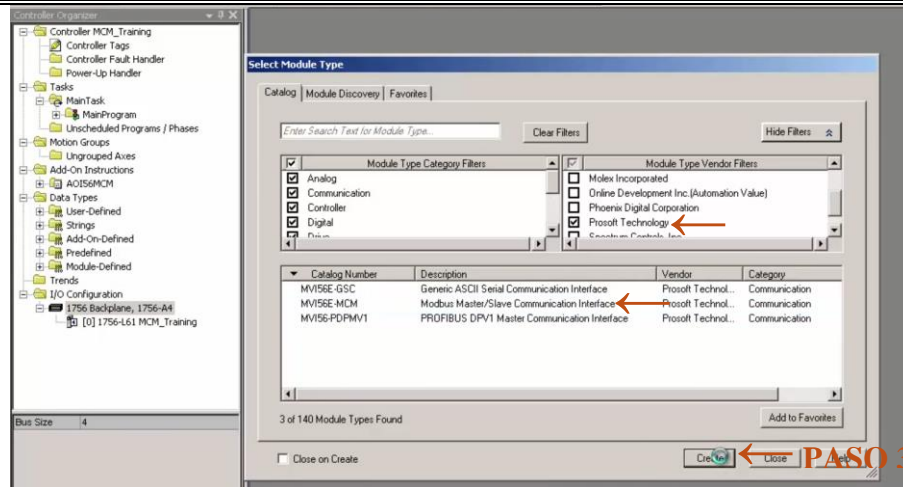 Controller Organizer
Controller MCM_Training
Controller Tags
Controller Fault Handler
Power-Up Handler
Tasks
MainTask
MainProgram
Unscheduled Programs / Phases
Motion Groups
Ungrouped Axes
Add-On Instructions
AOI56MCM
Data Types
User-Defined
Strings
Add-On-Defined
Predefined
Module-Defined
Trends
I/O Configuration
1756 Backplane, 1756-A4
[0] 1756-L61 MCM_Training
Bus Size 4
Select Module Type
Catalog Module Discovery Favorites
Enter Search Text for Module Type... Clear Filters Hide Filters
Module Type Category Filters Module Type Vendor Filters
Analog Molex Incorporated
Communication Online Development Inc.(Automation Value)
Controller Phoenix Digital Corporation
Digital Prosoft Technology
Catalog Number Description Vendor Category
MVI56E-GSC Generic ASCII Serial Communication Interface Prosoft Technol... Communication
MVI56E-MCM Modbus Master/Slave Communication Interface Prosoft Technol... Communication
MVI56-PDPMV1 PROFIBUS DPV1 Master Communication Interface Prosoft Technol... Communication
3 of 140 Module Types Found Add to Favorites
Close on Create Close PASO 3